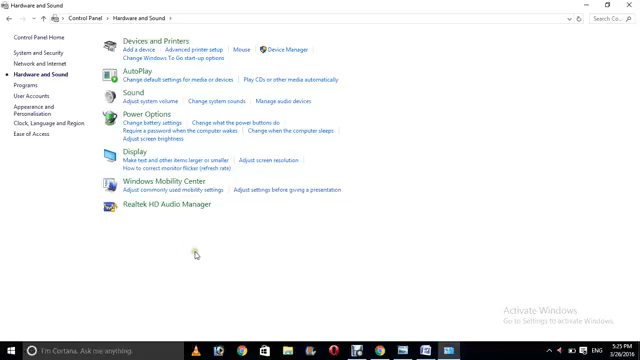 Hardware and Sound
Control Panel > Hardware and Sound >
Search Co...
Control Panel Home
System and Security
Network and Internet
Hardware and Sound
Programs
User Accounts
Appearance and
Personalisation
Clock, Language and Region
Ease of Access
Devices and Printers
Add a device | Advanced printer setup | Mouse | Device Manager
Change Windows To Go start-up options
AutoPlay
Change default settings for media or devices | Play CDs or other media automatically
Sound
Adjust system volume | Change system sounds | Manage audio devices
Power Options
Change battery settings | Change what the power buttons do
Require a password when the computer wakes | Change when the computer sleeps
Adjust screen brightness
Display
Make text and other items larger or smaller | Adjust screen resolution
How to correct monitor flicker (refresh rate)
Windows Mobility Center
Adjust commonly used mobility settings | Adjust settings before giving a presentation
Realtek HD Audio Manager
Activate Windows
Go to Settings to activate Windows.
I'm Cortana. Ask me anything.
ENG
5:25 PM
3/26/2016